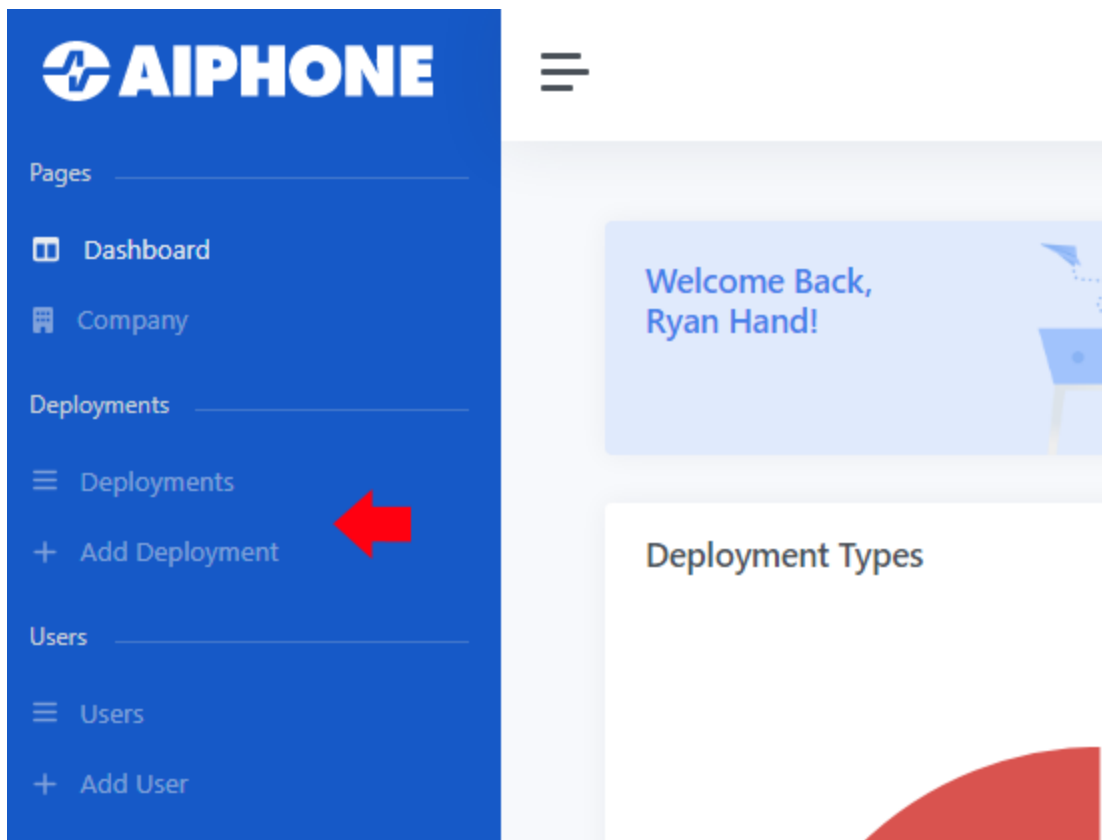 AIPHONE
Pages
Dashboard
Company
Deployments
Deployments
Add Deployment
Users
Users
Add User
Welcome Back,
Ryan Hand!
Deployment Types